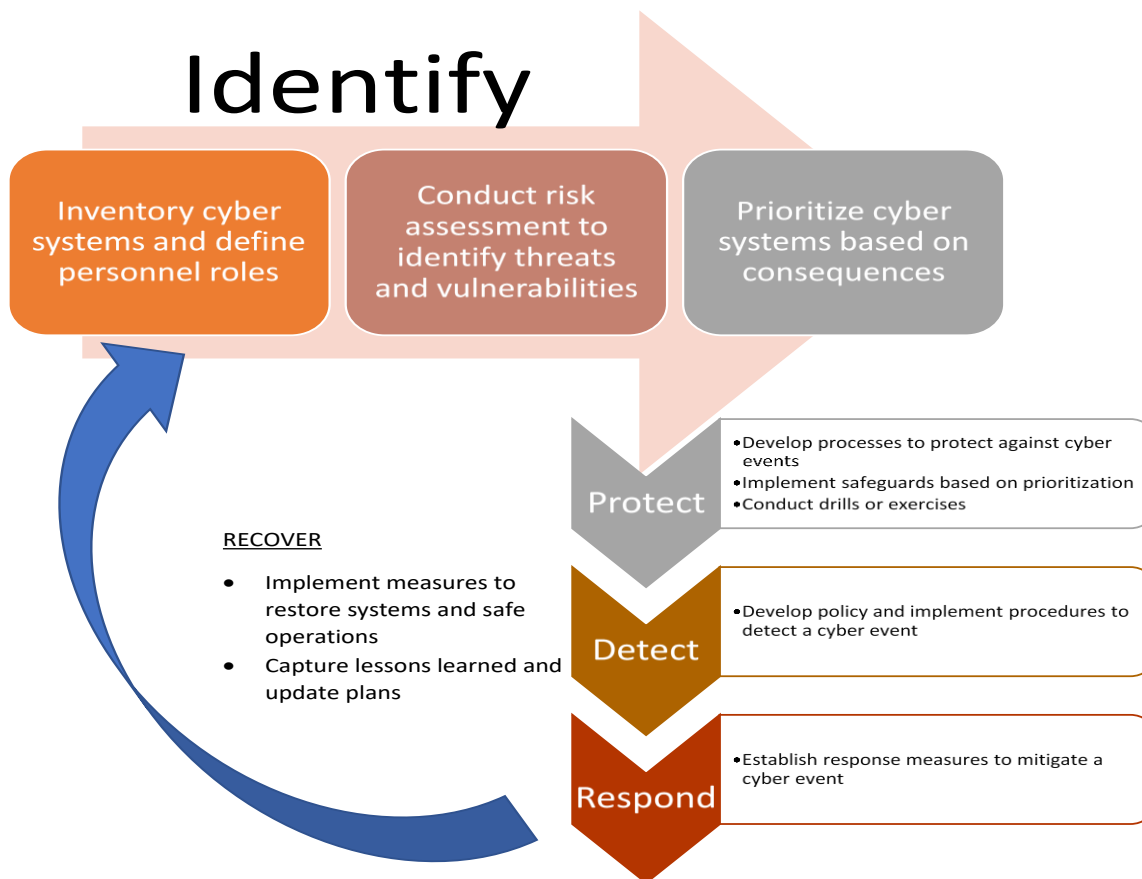 Identify
Inventory cyber
systems and define
personnel roles
Conduct risk
assessment to
identify threats
and vulnerabilities
Prioritize cyber
systems based on
consequences
Protect
•Develop processes to protect against cyber
events
•Implement safeguards based on prioritization
•Conduct drills or exercises
Detect
•Develop policy and implement procedures to
detect a cyber event
Respond
•Establish response measures to mitigate a
cyber event
RECOVER
• Implement measures to
restore systems and safe
operations
• Capture lessons learned and
update plans